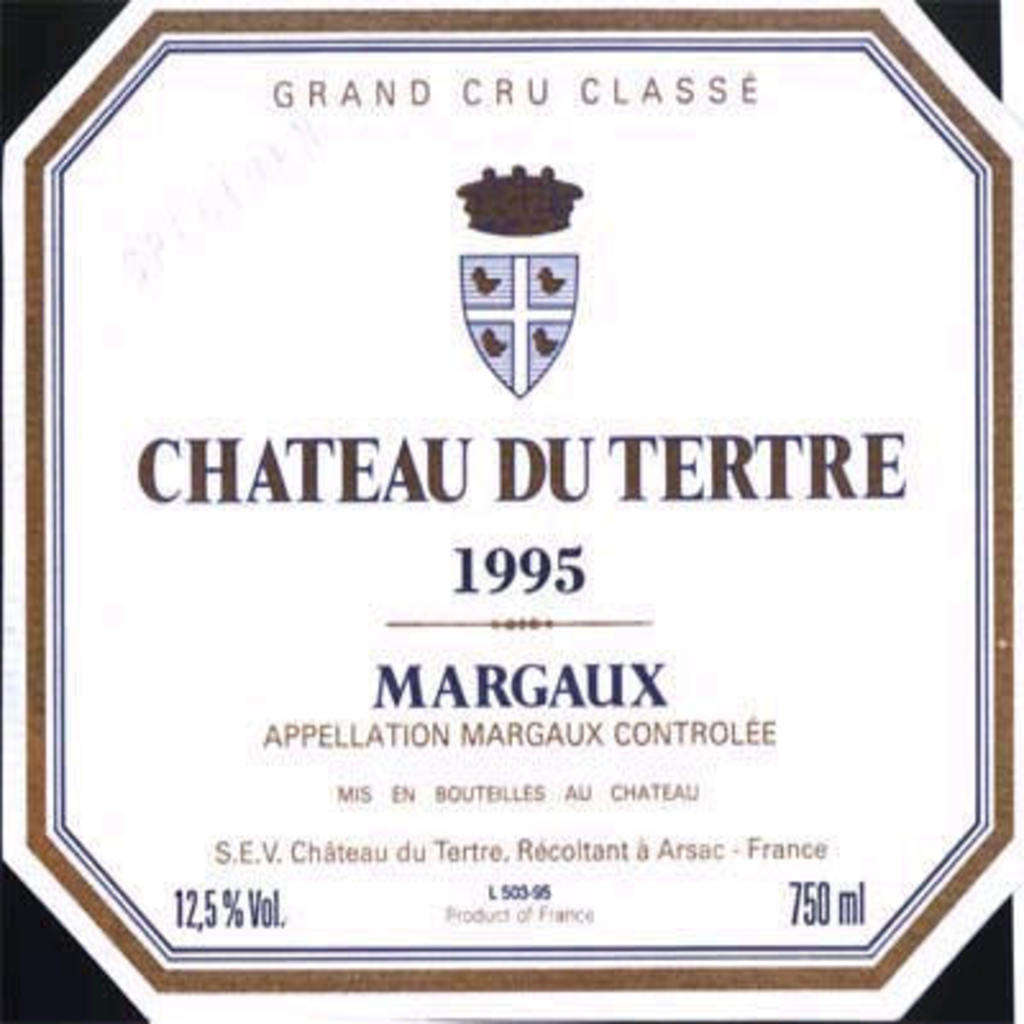 GRAND CRU CLASSÉ
SPECIMEN
CHATEAU DU TERTRE
1995
MARGAUX
APPELLATION MARGAUX CONTROLÉE
MIS EN BOUTEILLES AU CHATEAU
S.E.V. Château du Tertre, Récoltant à Arsac - France
12,5 % Vol.
L 503-95
Product of France
750 ml